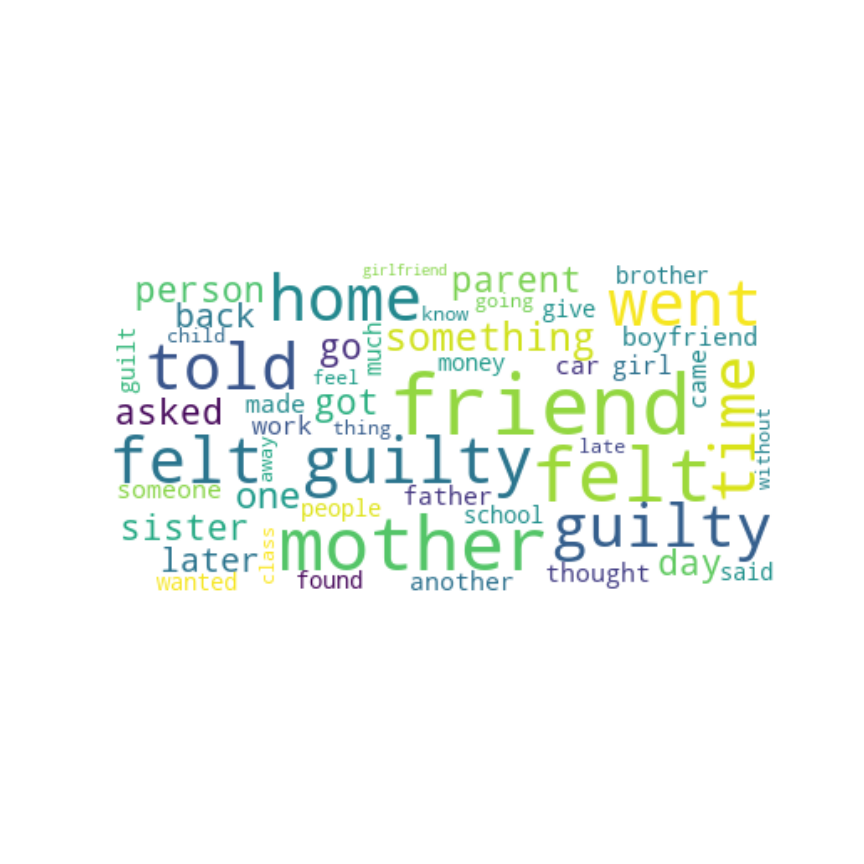 girlfriend
person
home
parent
brother
back
know
going
give
went
child
guilt
told
go
much
something
boyfriend
money
car
girl
came
feel
asked
made
got
friend
time
work
thing
without
felt guilty
away
late
felt
someone
one
people
father
school
guilty
sister
class
mother
later
thought
day
said
wanted
found
another